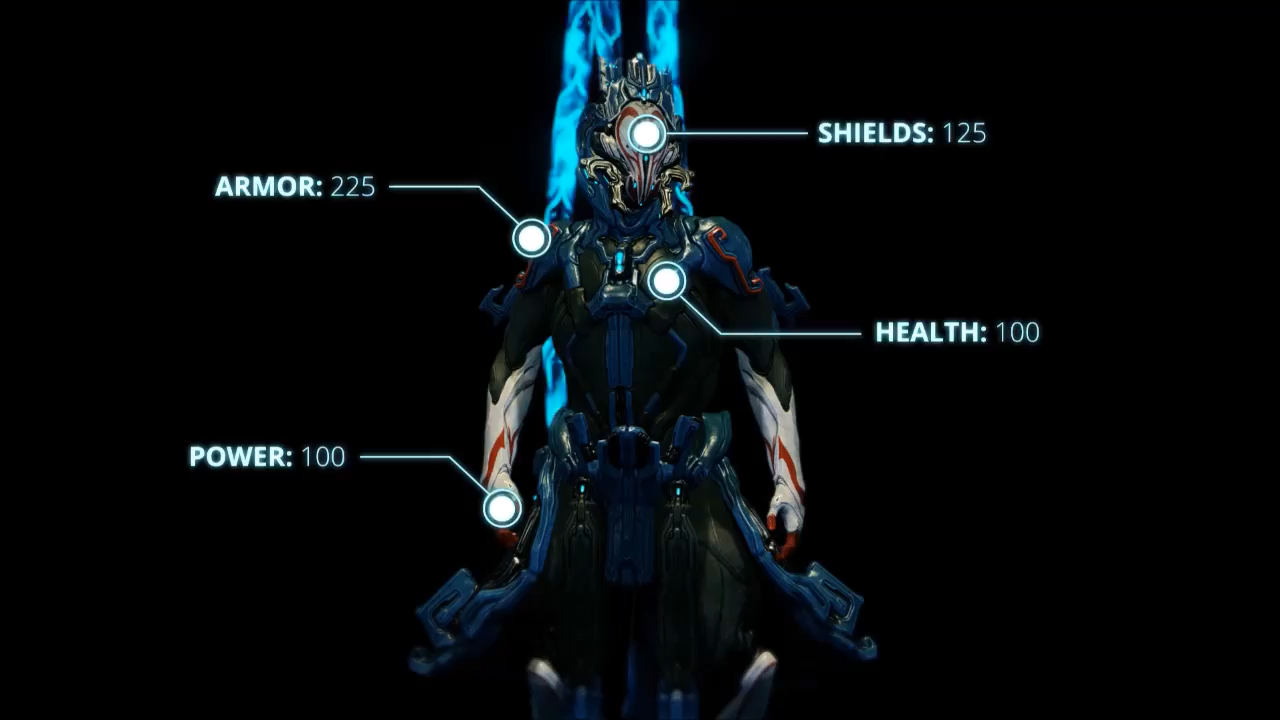 SHIELDS: 125
ARMOR: 225
HEALTH: 100
POWER: 100